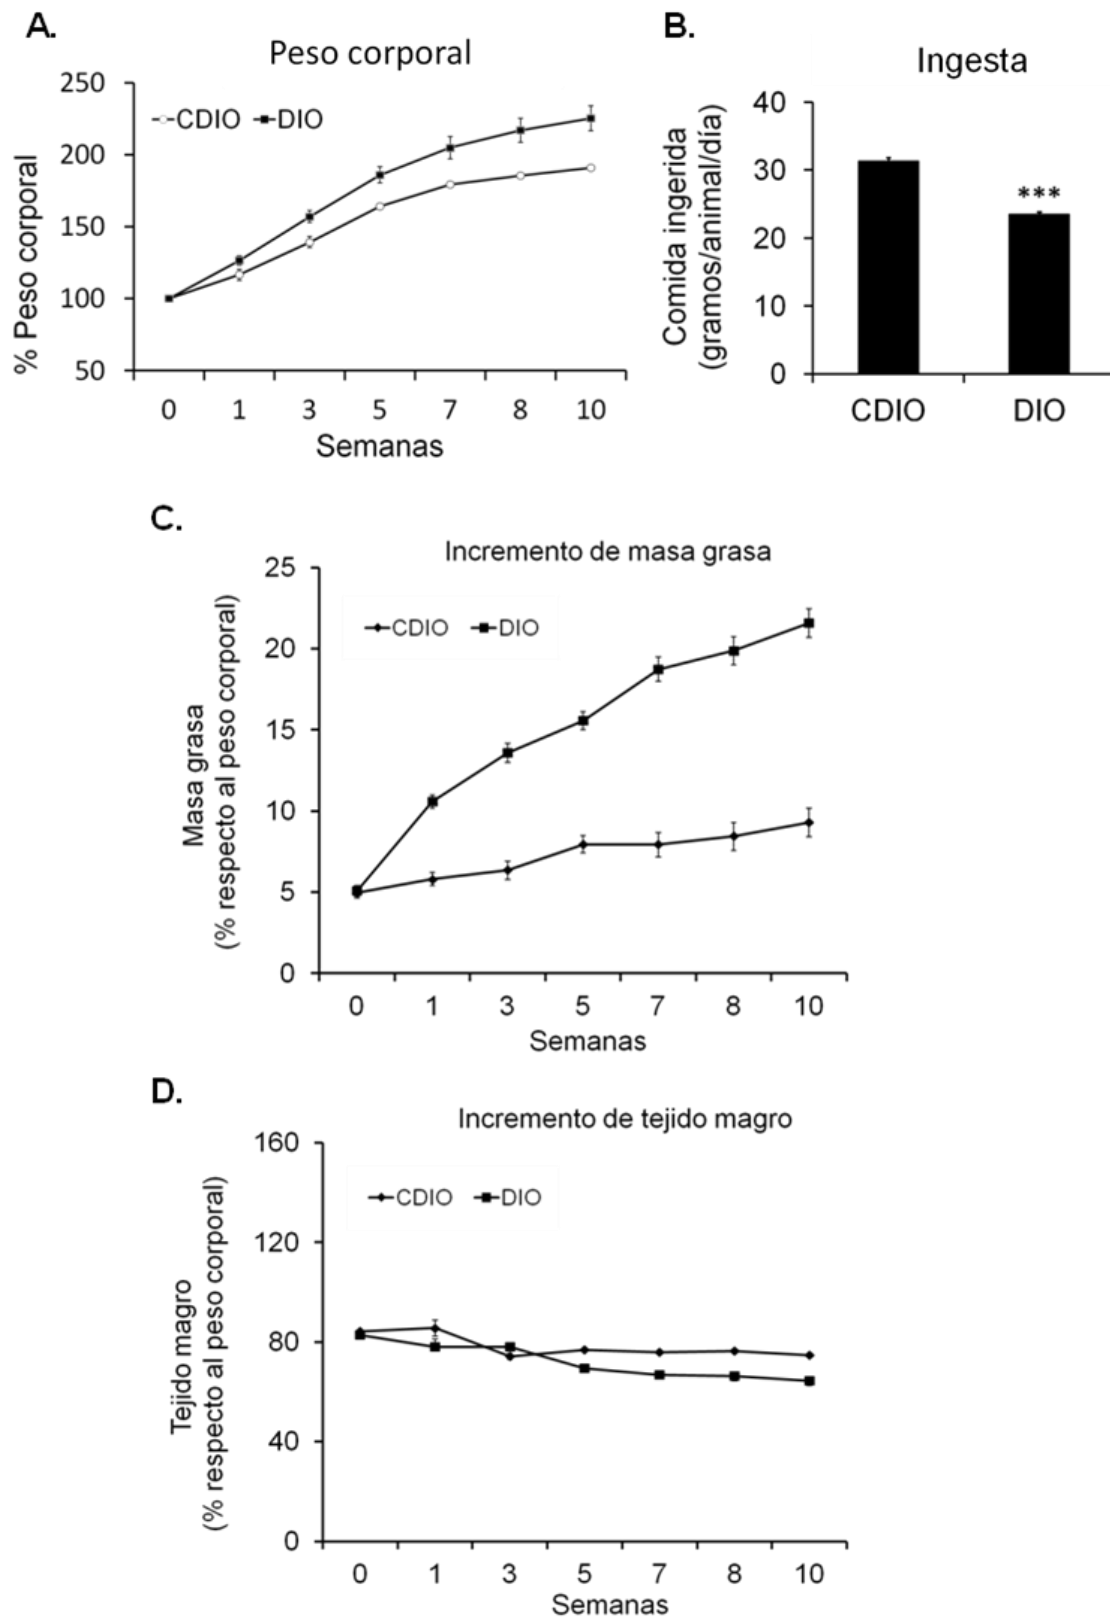 A.
Peso corporal
CDIO DIO
% Peso corporal
250
200
150
100
50
0 1 3 5 7 8 10
Semanas
B.
Ingesta
Comida ingerida
(gramos/animal/día)
40
30
20
10
0
***
CDIO DIO
C.
Incremento de masa grasa
CDIO DIO
Masa grasa
(% respecto al peso corporal)
25
20
15
10
5
0
0 1 3 5 7 8 10
Semanas
D.
Incremento de tejido magro
CDIO DIO
Tejido magro
(% respecto al peso corporal)
160
120
80
40
0
0 1 3 5 7 8 10
Semanas